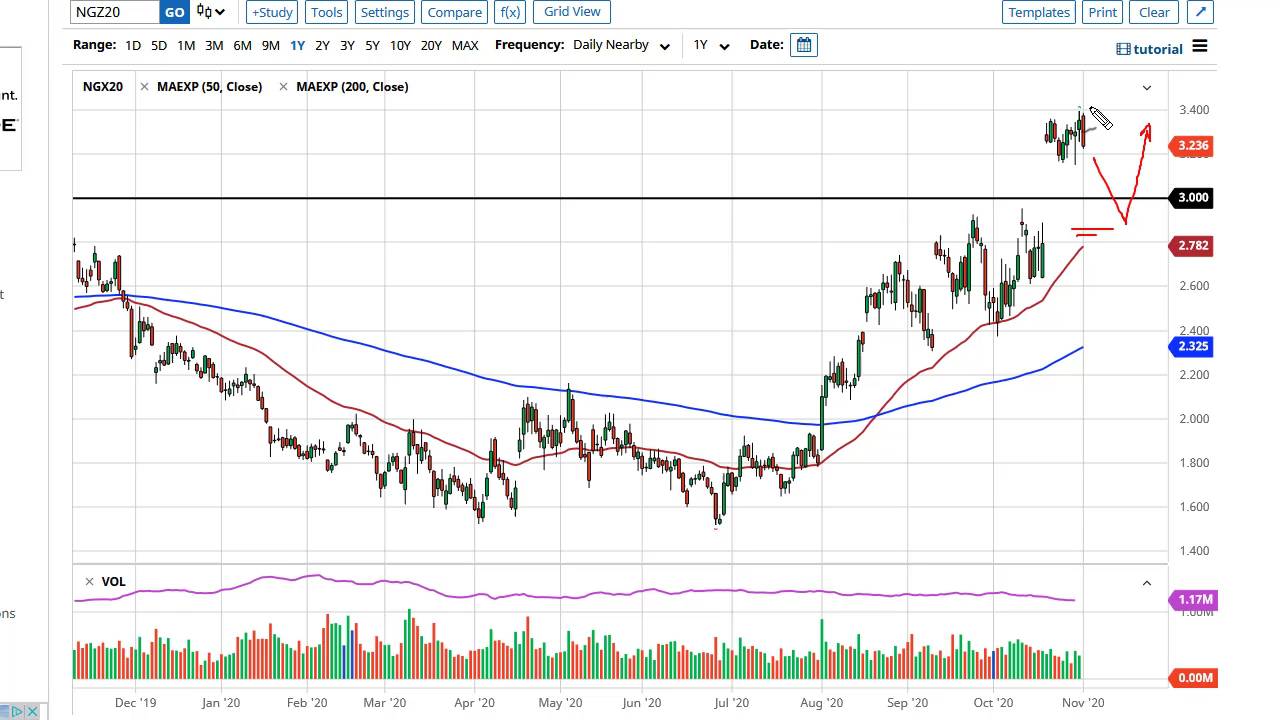 NGZ20 GO +Study Tools Settings Compare f(x) Grid View Templates Print Clear
Range: 1D 5D 1M 3M 6M 9M 1Y 2Y 3Y 5Y 10Y 20Y MAX Frequency: Daily Nearby 1Y Date: tutorial
NGX20 MAEXP (50, Close) MAEXP (200, Close)
nt.
E
t
ons
3.400
3.236
3.000
2.782
2.600
2.400
2.325
2.200
2.000
1.800
1.600
1.400
VOL
1.17M
0.00M
Dec '19 Jan '20 Feb '20 Mar '20 Apr '20 May '20 Jun '20 Jul '20 Aug '20 Sep '20 Oct '20 Nov '20